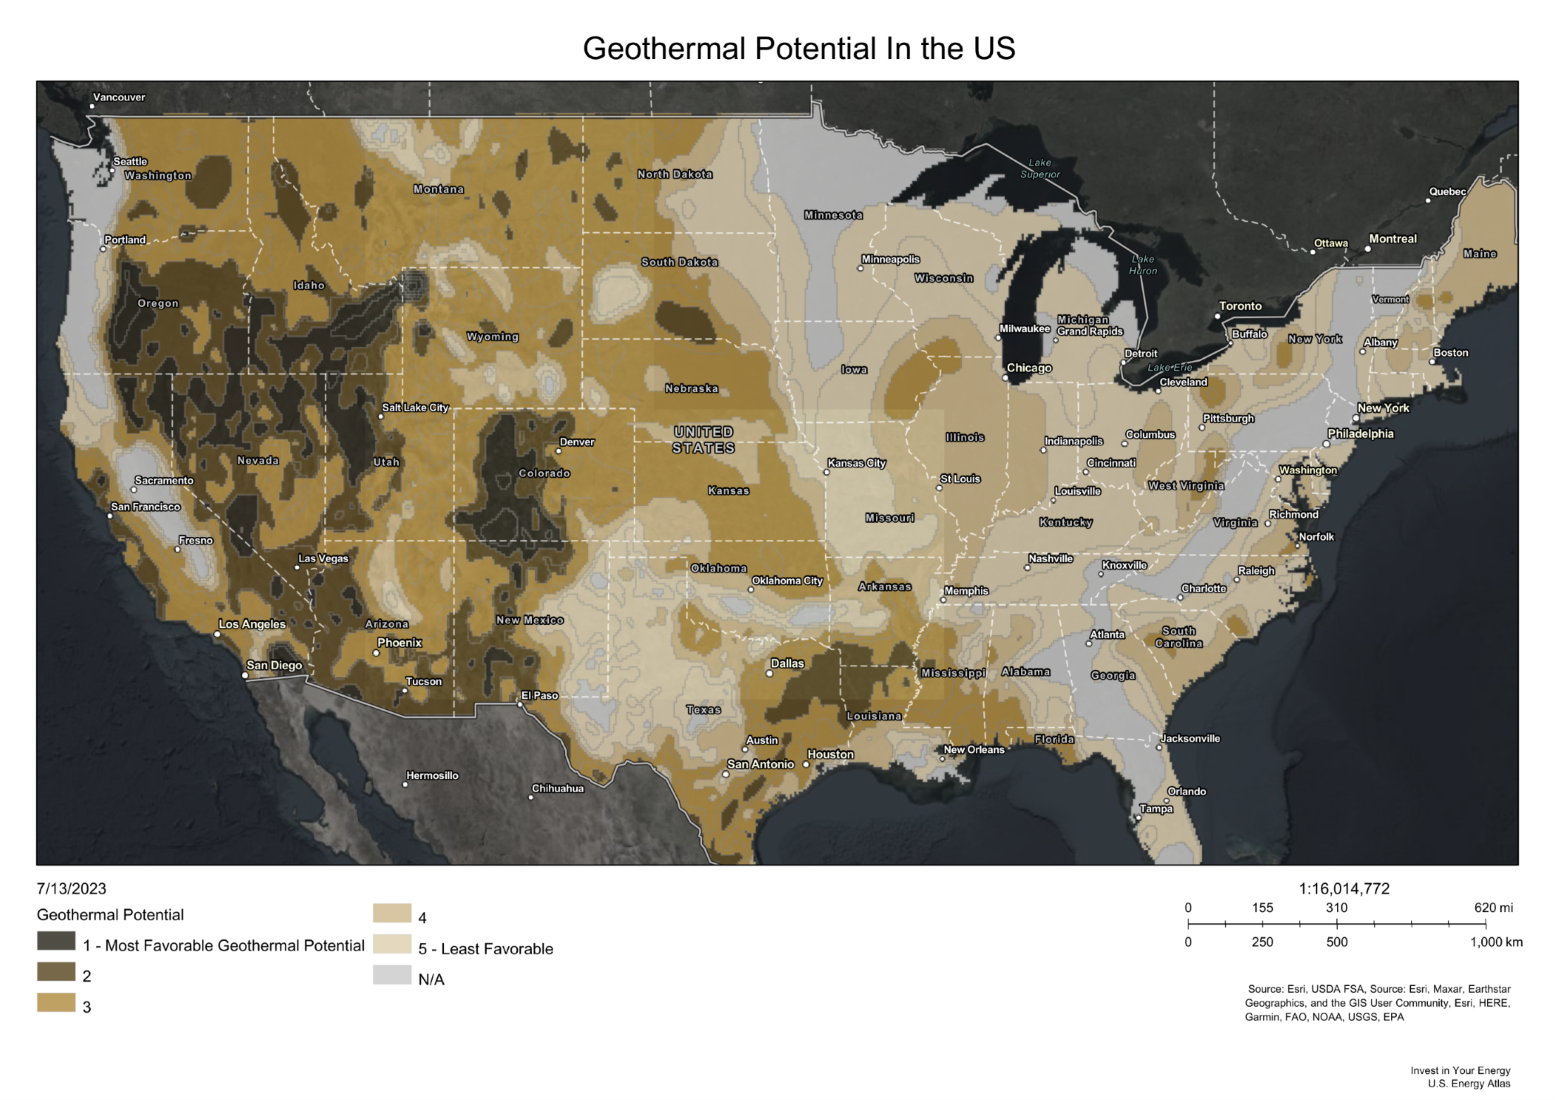 Geothermal Potential In the US
Vancouver
Seattle
Washington
Montana
North Dakota
Lake
Superior
Minnesota
Quebec
Portland
Ottawa
Montreal
Maine
Minneapolis
South Dakota
Wisconsin
Lake
Huron
Idaho
Oregon
Vermont
Toronto
Wyoming
Milwaukee
Michigan
Grand Rapids
Buffalo
New York
Albany
Boston
Detroit
Iowa
Chicago
Lake Erie
Cleveland
Nebraska
Salt Lake City
New York
Pittsburgh
UNITED
STATES
Denver
Illinois
Indianapolis
Columbus
Philadelphia
Nevada
Utah
Colorado
Kansas City
Cincinnati
Washington
Sacramento
St Louis
West Virginia
Kansas
Louisville
San Francisco
Missouri
Kentucky
Virginia
Richmond
Fresno
Norfolk
Las Vegas
Nashville
Knoxville
Raleigh
Oklahoma
Oklahoma City
Arkansas
Memphis
Charlotte
Los Angeles
Arizona
New Mexico
Phoenix
Atlanta
South
Carolina
San Diego
Dallas
Mississippi
Alabama
Georgia
Tucson
El Paso
Texas
Louisiana
Austin
Florida
Jacksonville
Houston
New Orleans
San Antonio
Hermosillo
Chihuahua
Orlando
Tampa
7/13/2023
Geothermal Potential
1 - Most Favorable Geothermal Potential
2
3
4
5 - Least Favorable
N/A
1:16,014,772
0 155 310 620 mi
0 250 500 1,000 km
Source: Esri, USDA FSA, Source: Esri, Maxar, Earthstar
Geographics, and the GIS User Community, Esri, HERE,
Garmin, FAO, NOAA, USGS, EPA
Invest in Your Energy
U.S. Energy Atlas